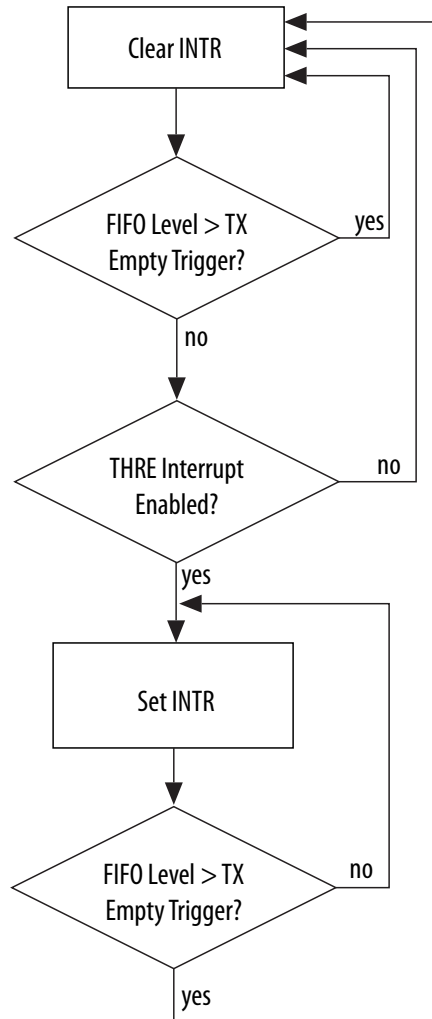 Clear INTR
FIFO Level > TX
Empty Trigger?
yes
no
THRE Interrupt
Enabled?
no
yes
Set INTR
FIFO Level > TX
Empty Trigger?
no
yes